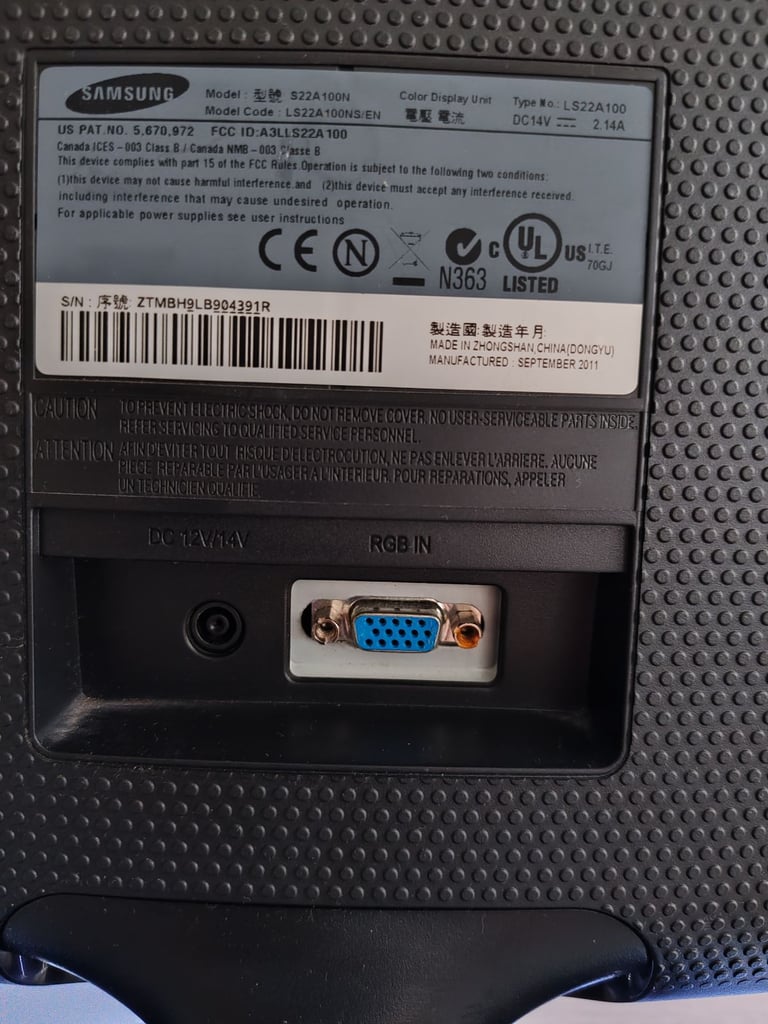 SAMSUNG
Model : 型號 S22A100N
Model Code : LS22A100NS/EN
Color Display Unit
電壓 電流
Type No.: LS22A100
DC14V 2.14A
US PAT.NO. 5,670,972 FCC ID:A3LLS22A100
Canada ICES – 003 Class B / Canada NMB – 003 Classe B
This device complies with part 15 of the FCC Rules.Operation is subject to the following two conditions:
(1)this device may not cause harmful interference.and (2)this device must accept any interference received.
including interference that may cause undesired operation.
For applicable power supplies see user instructions
CE N N363 C UL US LISTED I.T.E. 70GJ
S/N : 序號: ZTMBH9LB904391R
製造國:製造年月
MADE IN ZHONGSHAN,CHINA(DONGYU)
MANUFACTURED : SEPTEMBER 2011
CAUTION TO PREVENT ELECTRIC SHOCK, DO NOT REMOVE COVER. NO USER-SERVICEABLE PARTS INSIDE.
REFER SERVICING TO QUALIFIED SERVICE PERSONNEL.
ATTENTION AFIN D'EVITER TOUT RISQUE D'ELECTROCUTION, NE PAS ENLEVER L'ARRIERE. AUCUNE
PIECE REPARABLE PAR L'USAGER A L'INTERIEUR. POUR REPARATIONS, APPELER
UN TECHNICIEN QUALIFIE.
DC 12V/14V
RGB IN